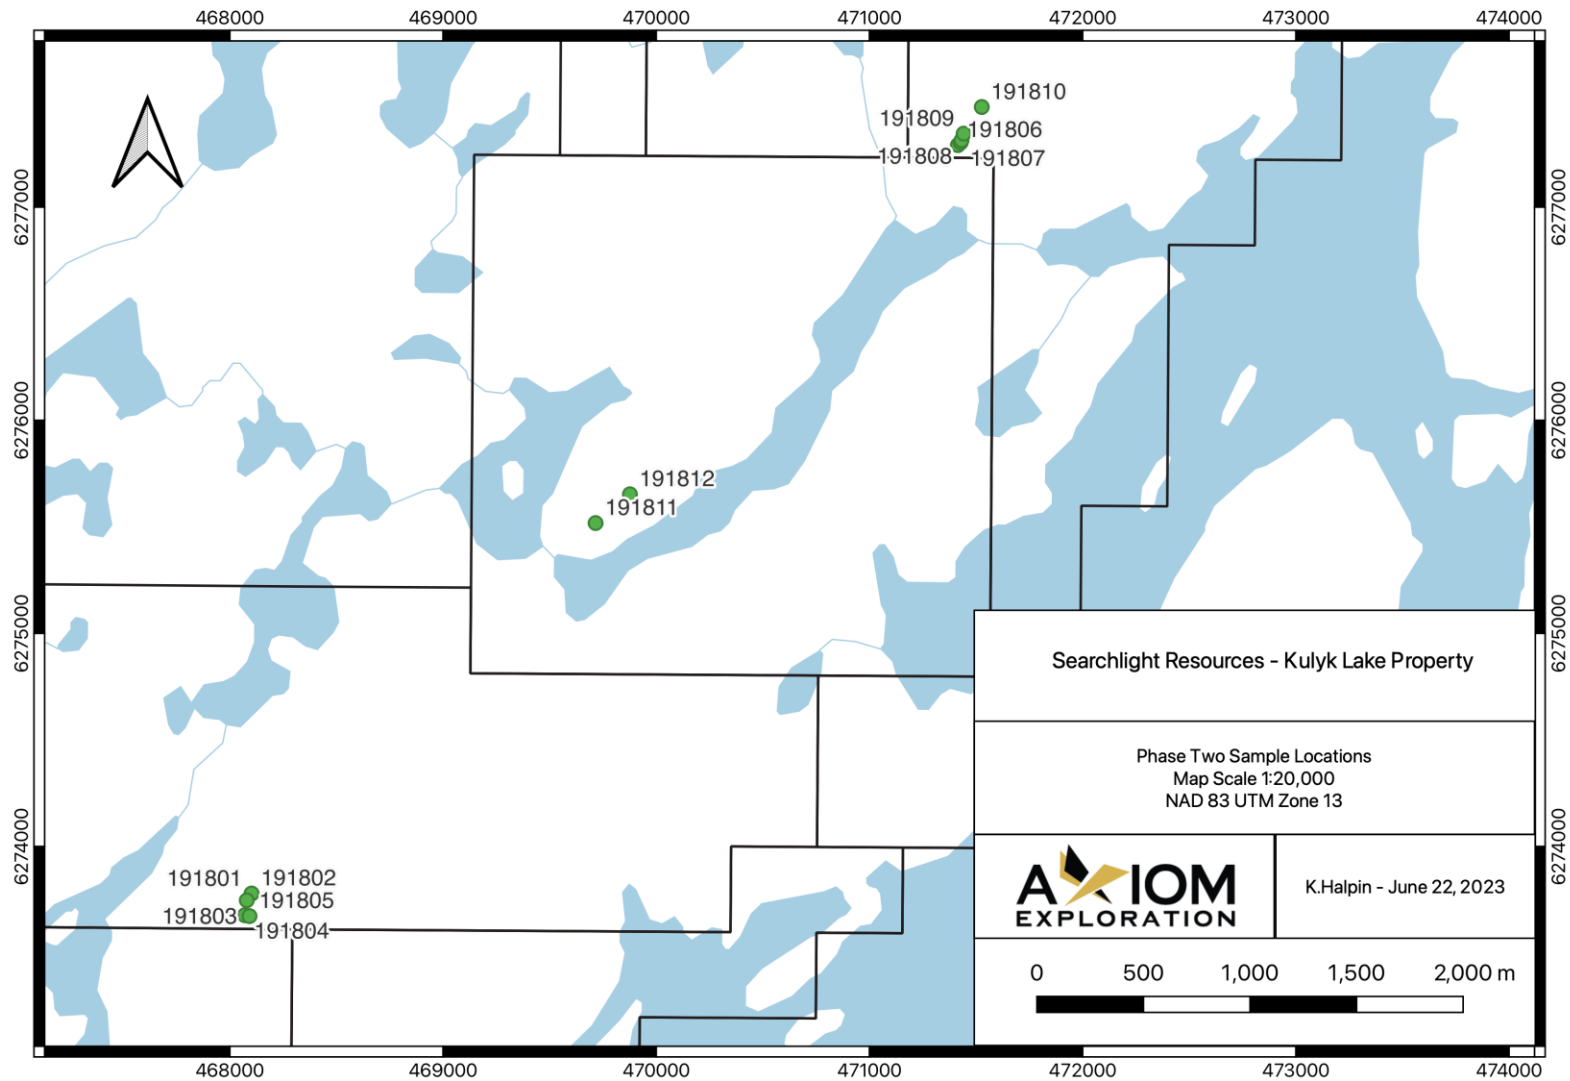 468000 469000 470000 471000 472000 473000 474000
191810
191809
191806
191808
191807
6277000
6277000
6276000
6276000
191812
191811
6275000
6275000
Searchlight Resources - Kulyk Lake Property
Phase Two Sample Locations
Map Scale 1:20,000
NAD 83 UTM Zone 13
6274000
6274000
191801 191802
191805
191803
191804
AXIOM
EXPLORATION
K.Halpin - June 22, 2023
0 500 1,000 1,500 2,000 m
468000 469000 470000 471000 472000 473000 474000